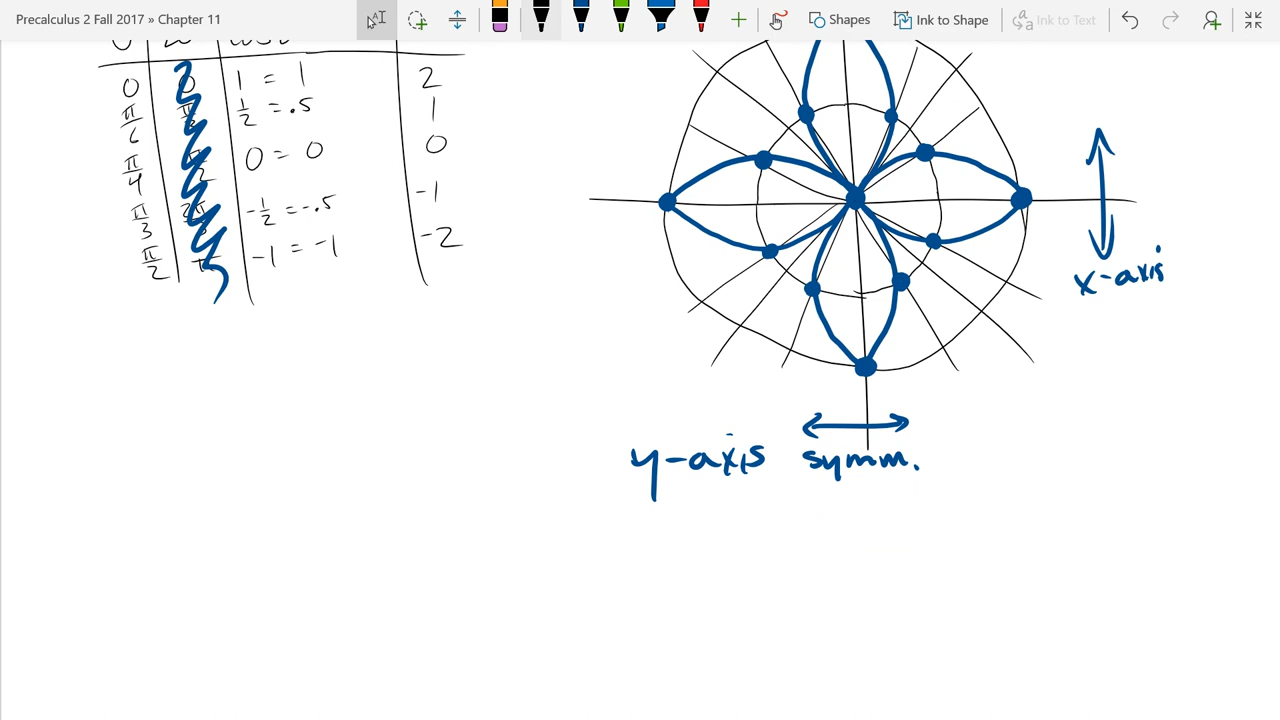 Precalculus 2 Fall 2017 » Chapter 11
Ink to Shape
Shapes
Ink to Text
0 0 1 = 1 2
π/6 1/2 = .5 1
π/4 0 = 0 0
π/3 -1/2 = -.5 -1
π/2 π -1 = -1 -2
x-axis
y-axis symm.